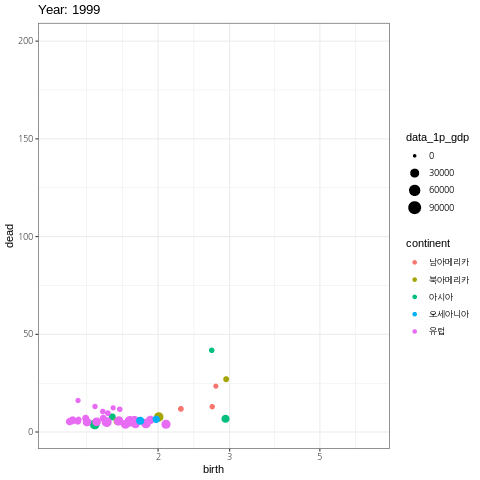 Year: 1999
200
150
100
50
0
dead
2
3
5
birth
data_1p_gdp
0
30000
60000
90000
continent
남아메리카
북아메리카
아시아
오세아니아
유럽